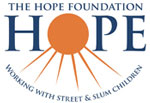 THE HOPE FOUNDATION
HOPE
WORKING WITH STREET & SLUM CHILDREN